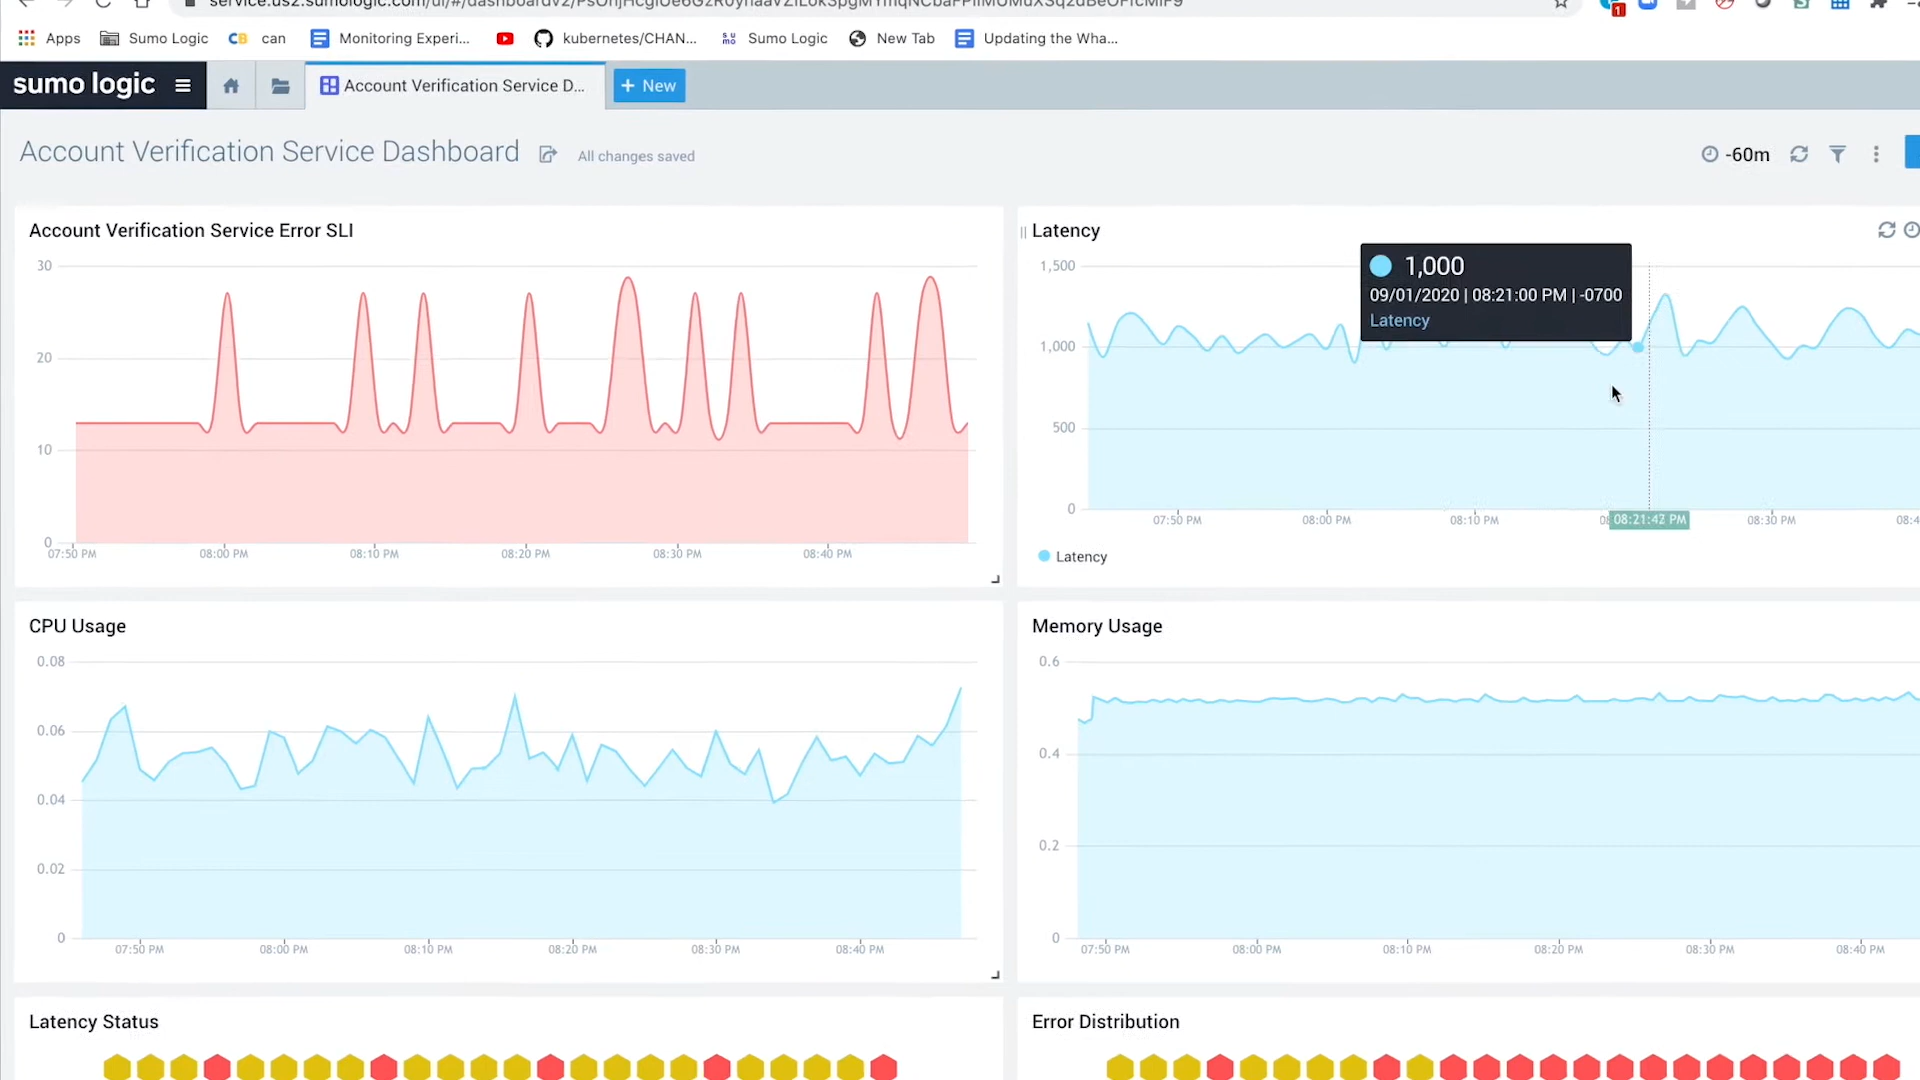 Apps
Sumo Logic
CB can
Monitoring Experi...
kubernetes/CHAN...
Sumo Logic
New Tab
Updating the Wha...
1
sumo logic
Account Verification Service D...
+ New
Account Verification Service Dashboard
All changes saved
-60m
Account Verification Service Error SLI
30
20
10
0
07:50 PM 08:00 PM 08:10 PM 08:20 PM 08:30 PM 08:40 PM
Latency
1,500
1,000
500
0
1,000
09/01/2020 | 08:21:00 PM | -0700
Latency
07:50 PM 08:00 PM 08:10 PM 08:21:42 PM 08:30 PM 08:4
Latency
CPU Usage
0.08
0.06
0.04
0.02
0
07:50 PM 08:00 PM 08:10 PM 08:20 PM 08:30 PM 08:40 PM
Memory Usage
0.6
0.4
0.2
0
07:50 PM 08:00 PM 08:10 PM 08:20 PM 08:30 PM 08:40 PM
Latency Status
Error Distribution